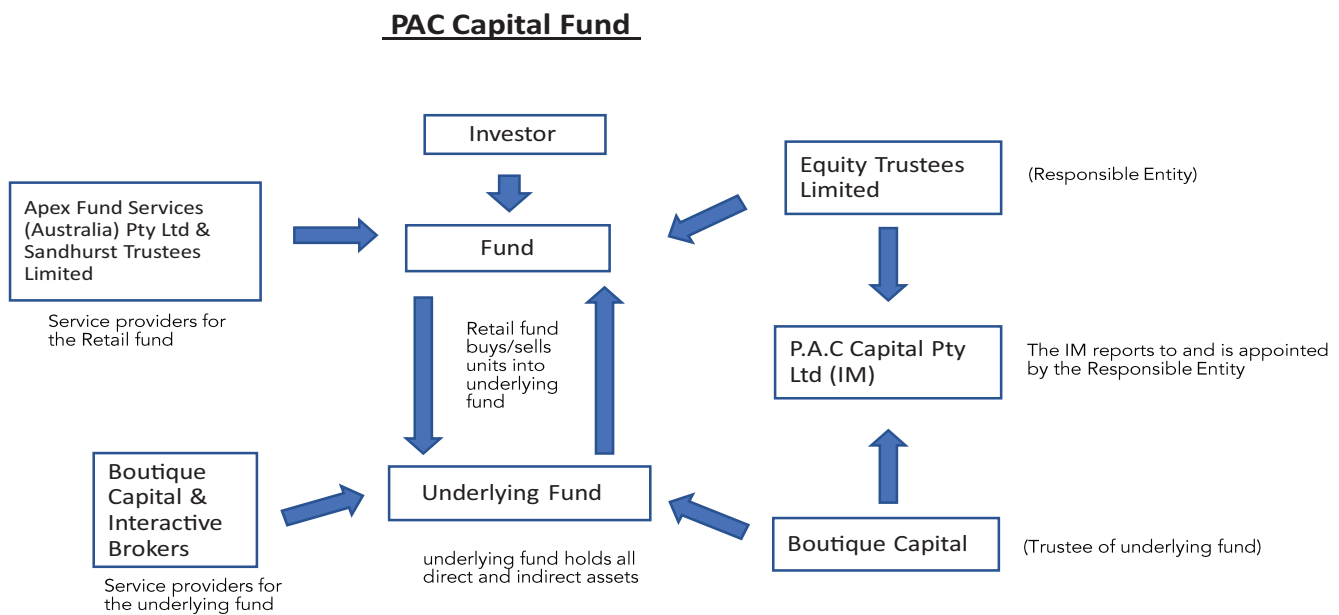 PAC Capital Fund
Investor
Equity Trustees
Limited
(Responsible Entity)
Apex Fund Services
(Australia) Pty Ltd &
Sandhurst Trustees
Limited
Fund
Service providers for
the Retail fund
Retail fund
buys/sells
units into
underlying
fund
P.A.C Capital Pty
Ltd (IM)
The IM reports to and is appointed
by the Responsible Entity
Boutique
Capital &
Interactive
Brokers
Underlying Fund
Boutique Capital
(Trustee of underlying fund)
underlying fund holds all
direct and indirect assets
Service providers for
the underlying fund